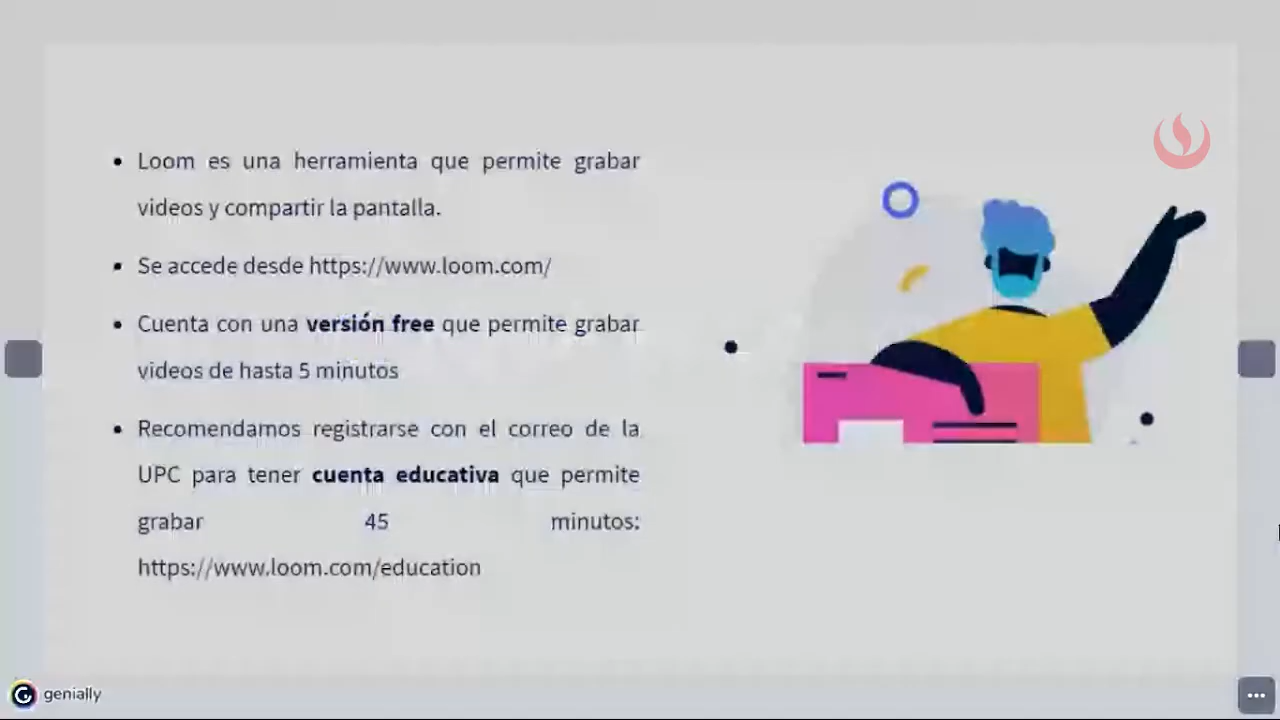 Loom es una herramienta que permite grabar
videos y compartir la pantalla.
Se accede desde https://www.loom.com/
Cuenta con una versión free que permite grabar
videos de hasta 5 minutos
Recomendamos registrarse con el correo de la
UPC para tener cuenta educativa que permite
grabar 45 minutos:
https://www.loom.com/education
genially